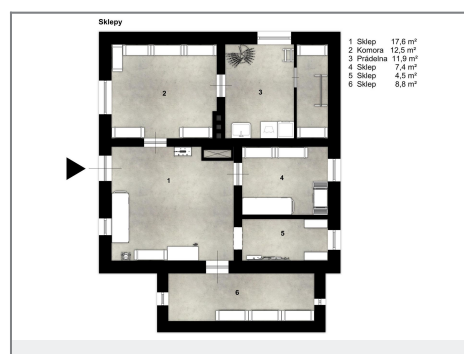 Sklepy
1 Sklep 17,6 m²
2 Komora 12,5 m²
3 Prádelna 11,9 m²
4 Sklep 7,4 m²
5 Sklep 4,5 m²
6 Sklep 8,8 m²
2
3
1
4
5
6